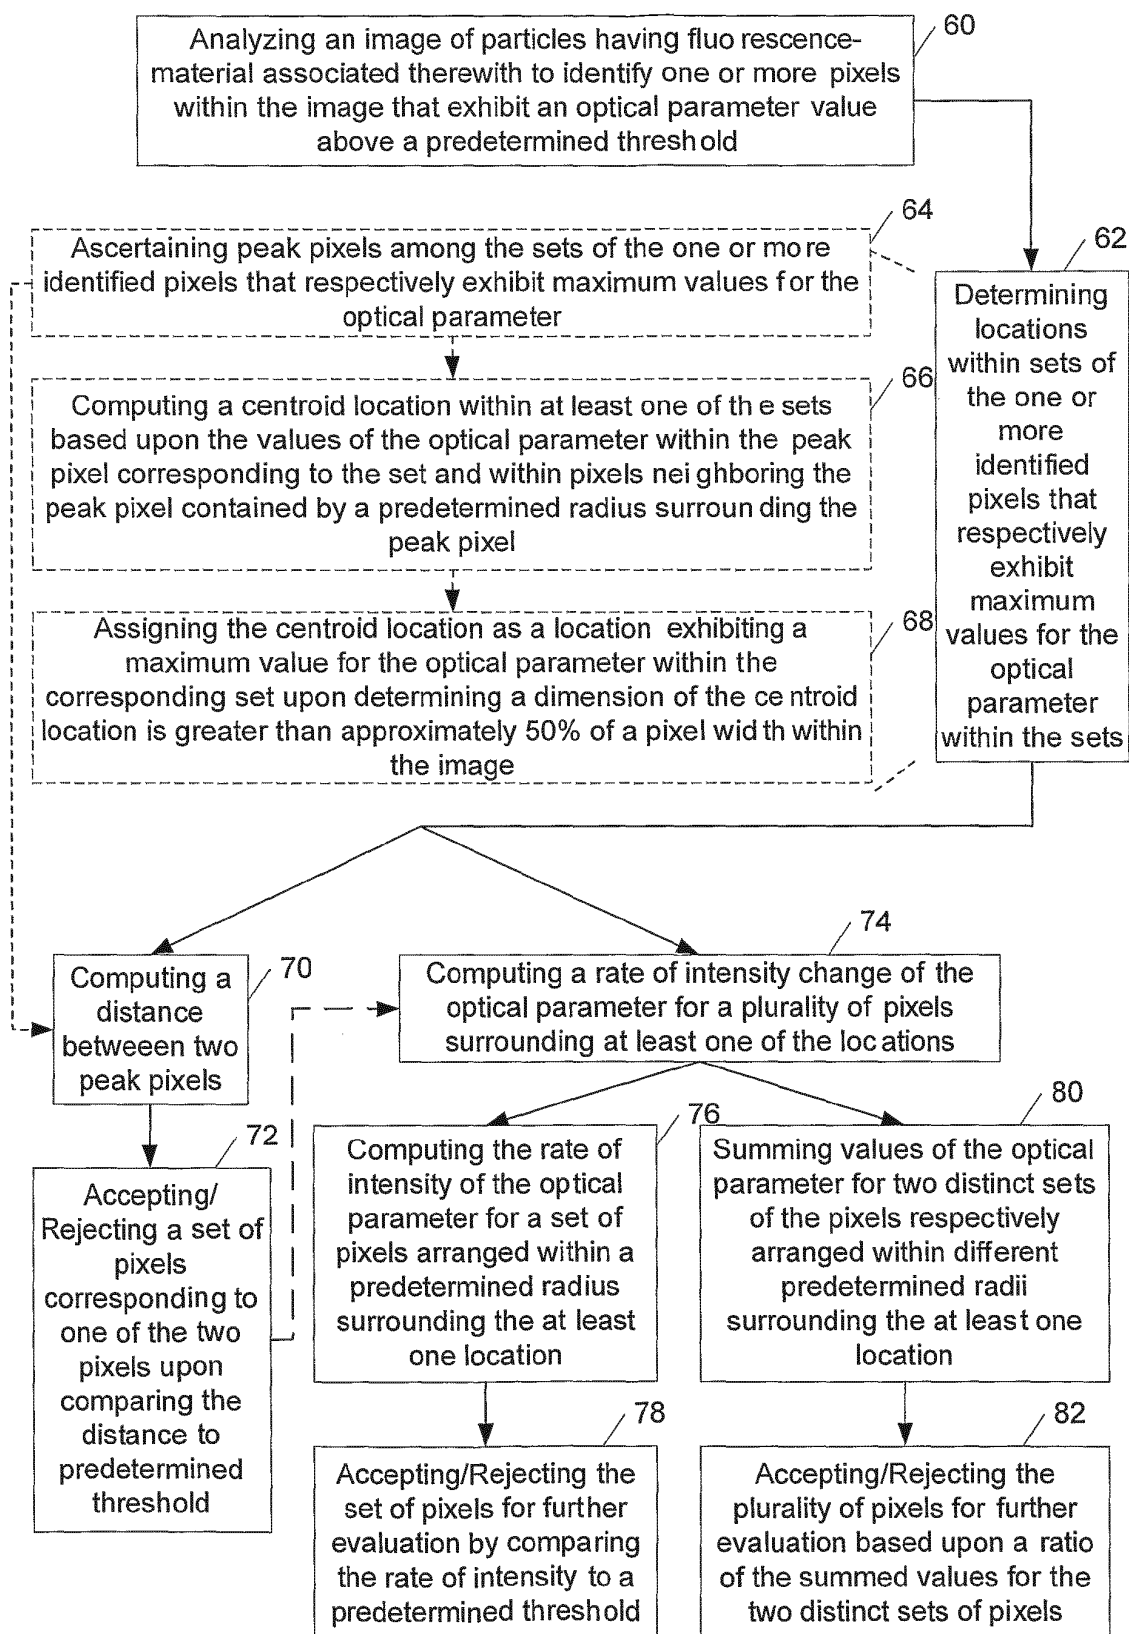 60
Analyzing an image of particles having fluo rescence-
material associated therewith to identify one or more pixels
within the image that exhibit an optical parameter value
above a predetermined threshold
64
Ascertaining peak pixels among the sets of the one or more
identified pixels that respectively exhibit maximum values f or the
optical parameter
62
Determining
locations
within sets of
the one or
more
identified
pixels that
respectively
exhibit
maximum
values for the
optical
parameter
within the sets
66
Computing a centroid location within at least one of th e sets
based upon the values of the optical parameter within the peak
pixel corresponding to the set and within pixels nei ghboring the
peak pixel contained by a predetermined radius surroun ding the
peak pixel
68
Assigning the centroid location as a location exhibiting a
maximum value for the optical parameter within the
corresponding set upon determining a dimension of the ce ntroid
location is greater than approximately 50% of a pixel wid th within
the image
70
Computing a
distance
betweeen two
peak pixels
74
Computing a rate of intensity change of the
optical parameter for a plurality of pixels
surrounding at least one of the loc ations
72
Accepting/
Rejecting a set of
pixels
corresponding to
one of the two
pixels upon
comparing the
distance to
predetermined
threshold
76
Computing the rate of
intensity of the optical
parameter for a set of
pixels arranged within a
predetermined radius
surrounding the at least
one location
80
Summing values of the optical
parameter for two distinct sets
of the pixels respectively
arranged within different
predetermined radii
surrounding the at least one
location
78
Accepting/Rejecting the
set of pixels for further
evaluation by comparing
the rate of intensity to a
predetermined threshold
82
Accepting/Rejecting the
plurality of pixels for further
evaluation based upon a ratio
of the summed values for the
two distinct sets of pixels